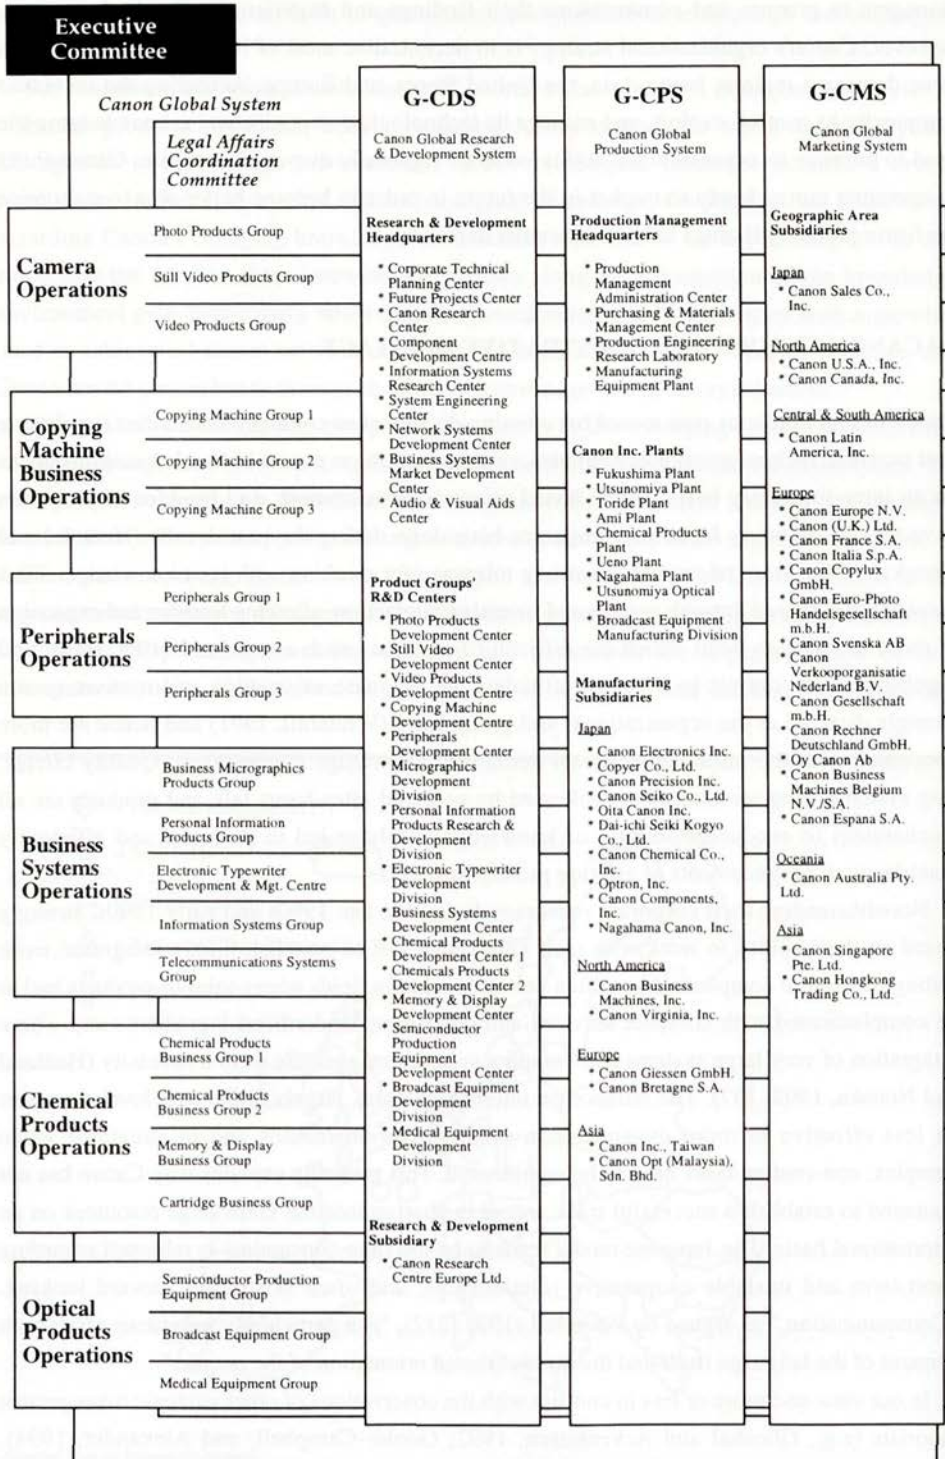 Executive
Committee
Canon Global System
Legal Affairs
Coordination
Committee
Camera
Operations
Photo Products Group
Still Video Products Group
Video Products Group
Copying
Machine
Business
Operations
Copying Machine Group 1
Copying Machine Group 2
Copying Machine Group 3
Peripherals
Operations
Peripherals Group 1
Peripherals Group 2
Peripherals Group 3
Business
Systems
Operations
Business Micrographics
Products Group
Personal Information
Products Group
Electronic Typewriter
Development & Mgt. Centre
Information Systems Group
Telecommunications Systems
Group
Chemical
Products
Operations
Chemical Products
Business Group 1
Chemical Products
Business Group 2
Memory & Display
Business Group
Cartridge Business Group
Optical
Products
Operations
Semiconductor Production
Equipment Group
Broadcast Equipment Group
Medical Equipment Group
G-CDS
Canon Global Research
& Development System
Research & Development
Headquarters
* Corporate Technical
Planning Center
* Future Projects Center
* Canon Research
Center
* Component
Development Centre
* Information Systems
Research Center
* System Engineering
Center
* Network Systems
Development Center
* Business Systems
Market Development
Center
* Audio & Visual Aids
Center
Product Groups'
R&D Centers
* Photo Products
Development Center
* Still Video
Development Center
* Video Products
Development Centre
* Copying Machine
Development Centre
* Peripherals
Development Center
* Micrographics
Development
Division
* Personal Information
Products Research &
Development
Division
* Electronic Typewriter
Development
Division
* Business Systems
Development Center
* Chemical Products
Development Center 1
* Chemicals Products
Development Center 2
* Memory & Display
Development Center
* Semiconductor
Production
Equipment
Development Center
* Broadcast Equipment
Development
Division
* Medical Equipment
Development
Division
Research & Development
Subsidiary
* Canon Research
Centre Europe Ltd.
G-CPS
Canon Global
Production System
Production Management
Headquarters
* Production
Management
Administration Center
* Purchasing & Materials
Management Center
* Production Engineering
Research Laboratory
* Manufacturing
Equipment Plant
Canon Inc. Plants
* Fukushima Plant
* Utsunomiya Plant
* Toride Plant
* Ami Plant
* Chemical Products
Plant
* Ueno Plant
* Nagahama Plant
* Utsunomiya Optical
Plant
* Broadcast Equipment
Manufacturing Division
Manufacturing
Subsidiaries
Japan
* Canon Electronics Inc.
* Copyer Co., Ltd.
* Canon Precision Inc.
* Canon Seiko Co., Ltd.
* Oita Canon Inc.
* Dai-ichi Seiki Kogyo
Co., Ltd.
* Canon Chemical Co.,
Inc.
* Optron, Inc.
* Canon Components,
Inc.
* Nagahama Canon, Inc.
North America
* Canon Business
Machines, Inc.
* Canon Virginia, Inc.
Europe
* Canon Giessen GmbH.
* Canon Bretagne S.A.
Asia
* Canon Inc., Taiwan
* Canon Opt (Malaysia),
Sdn. Bhd.
G-CMS
Canon Global
Marketing System
Geographic Area
Subsidiaries
Japan
* Canon Sales Co.,
Inc.
North America
* Canon U.S.A., Inc.
* Canon Canada, Inc.
Central & South America
* Canon Latin
America, Inc.
Europe
* Canon Europe N.V.
* Canon (U.K.) Ltd.
* Canon France S.A.
* Canon Italia S.p.A.
* Canon Copylux
GmbH.
* Canon Euro-Photo
Handelsgesellschaft
m.b.H.
* Canon Svenska AB
* Canon
Verkooporganisatie
Nederland B.V.
* Canon Gesellschaft
m.b.H.
* Canon Rechner
Deutschland GmbH.
* Oy Canon Ab
* Canon Business
Machines Belgium
N.V./S.A.
* Canon Espana S.A.
Oceania
* Canon Australia Pty.
Ltd.
Asia
* Canon Singapore
Pte. Ltd.
* Canon Hongkong
Trading Co., Ltd.